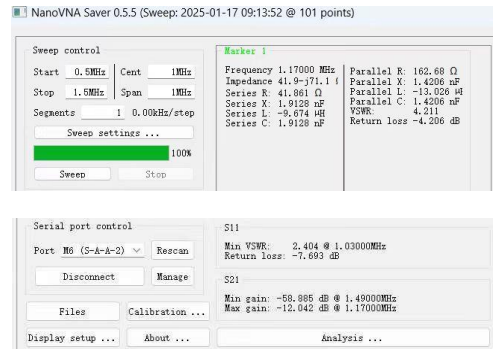 NanoVNA Saver 0.5.5 (Sweep: 2025-01-17 09:13:52 @ 101 points)
Sweep control
Start 0.5MHz Cent 1MHz
Stop 1.5MHz Span 1MHz
Segments 1 0.00kHz/step
Sweep settings ...
100%
Sweep Stop
Marker 1
Frequency 1.17000 MHz
Impedance 41.9-j71.1
Series R: 41.861 Ω
Series X: 1.9128 nF
Series L: -9.674 µH
Series C: 1.9128 nF
Parallel R: 162.68 Ω
Parallel X: 1.4206 nF
Parallel L: -13.026 µH
Parallel C: 1.4206 nF
VSWR: 4.211
Return loss -4.206 dB
Serial port control
Port M6 (S-A-A-2) Rescan
Disconnect Manage
Files Calibration ...
Display setup ... About ...
S11
Min VSWR: 2.404 @ 1.03000MHz
Return loss: -7.693 dB
S21
Min gain: -58.885 dB @ 1.49000MHz
Max gain: -12.042 dB @ 1.17000MHz
Analysis ...